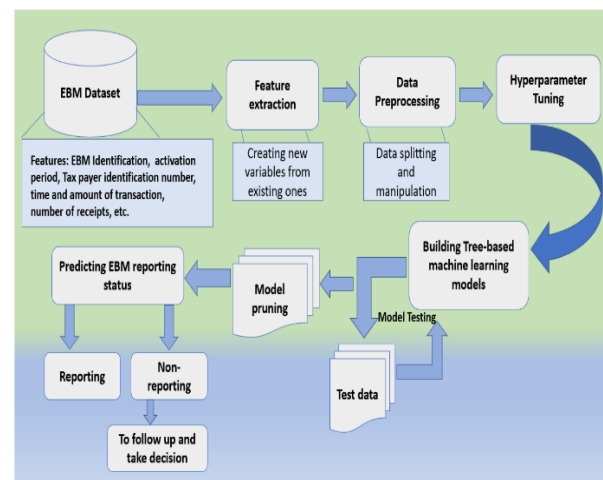 EBM Dataset
Feature
extraction
Data
Preprocessing
Hyperparameter
Tuning
Features: EBM Identification, activation
period, Tax payer identification number,
time and amount of transaction,
number of receipts, etc.
Creating new
variables from
existing ones
Data splitting
and
manipulation
Building Tree-based
machine learning
models
Model Testing
Test data
Model
pruning
Predicting EBM reporting
status
Reporting
Non-
reporting
To follow up and
take decision